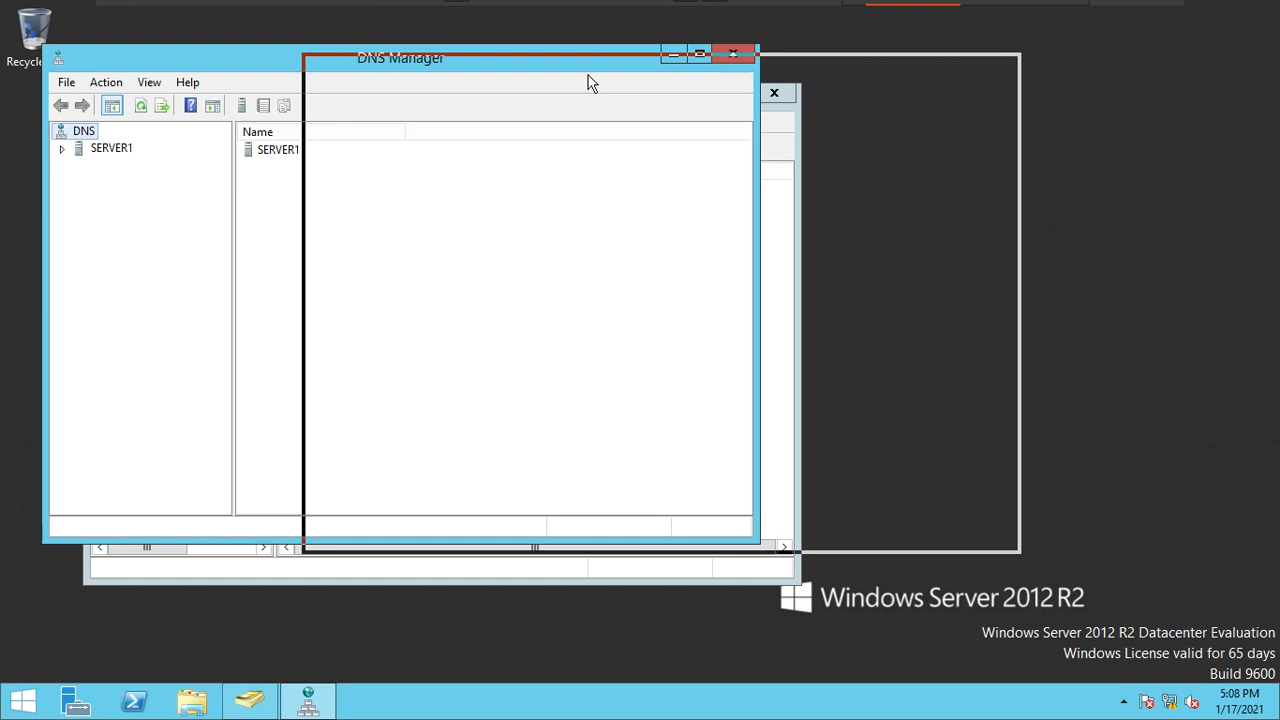 Recycle
DNS Manager
File Action View Help
DNS
SERVER1
Name
SERVER1
Windows Server 2012 R2
Windows Server 2012 R2 Datacenter Evaluation
Windows License valid for 65 days
Build 9600
5:08 PM
1/17/2021